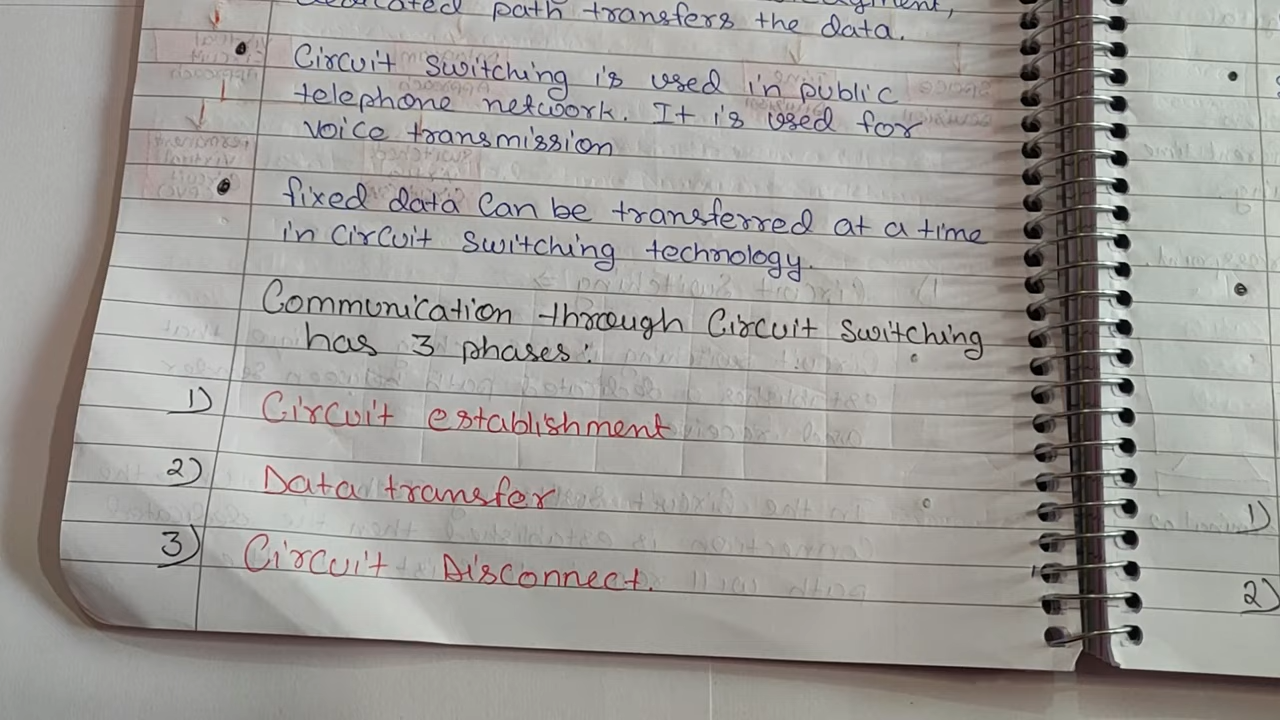 path transfers the data.
• Circuit switching is used in public
telephone network. It is used for
voice transmission
• fixed data can be transferred at a time
in circuit switching technology.
Communication through Circuit switching
has 3 phases:
1) Circuit establishment
2) Data transfer
3) Circuit Disconnect.
1)
2)